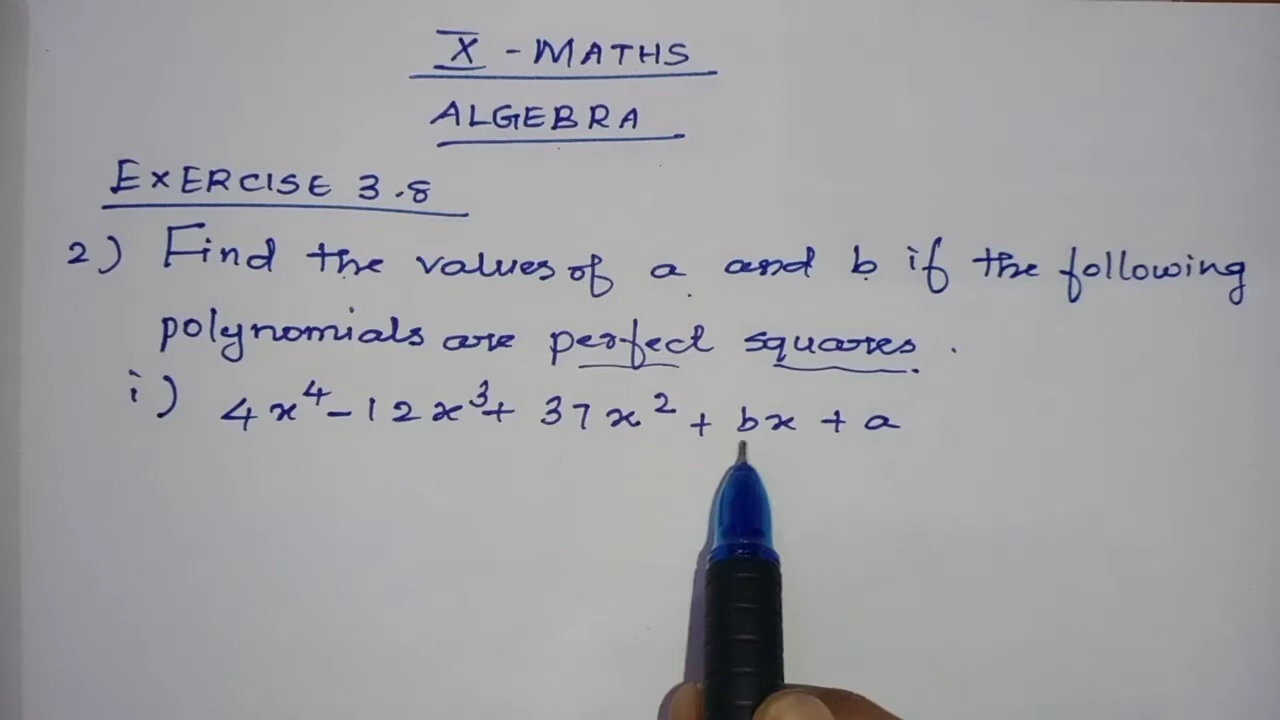 X - MATHS
ALGEBRA
EXERCISE 3.8
2) Find the values of a and b if the following
polynomials are perfect squares.
i) 4x⁴ - 12x³ + 37x² + bx + a